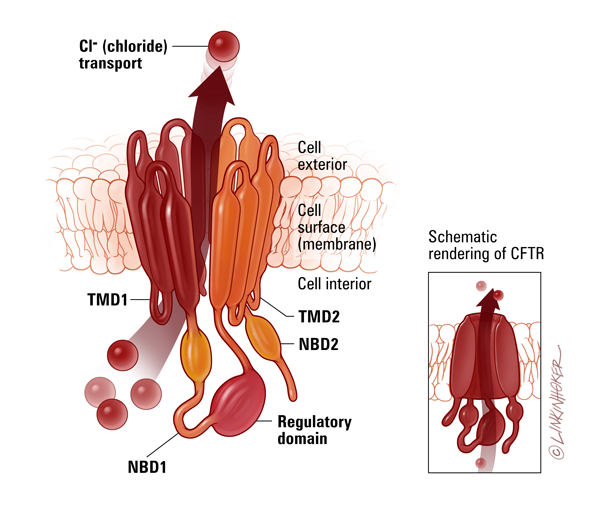 Cl⁻ (chloride)
transport
Cell
exterior
Cell
surface
(membrane)
Cell interior
TMD1
TMD2
NBD2
Regulatory
domain
NBD1
Schematic
rendering of CFTR
© LINKINHOKER